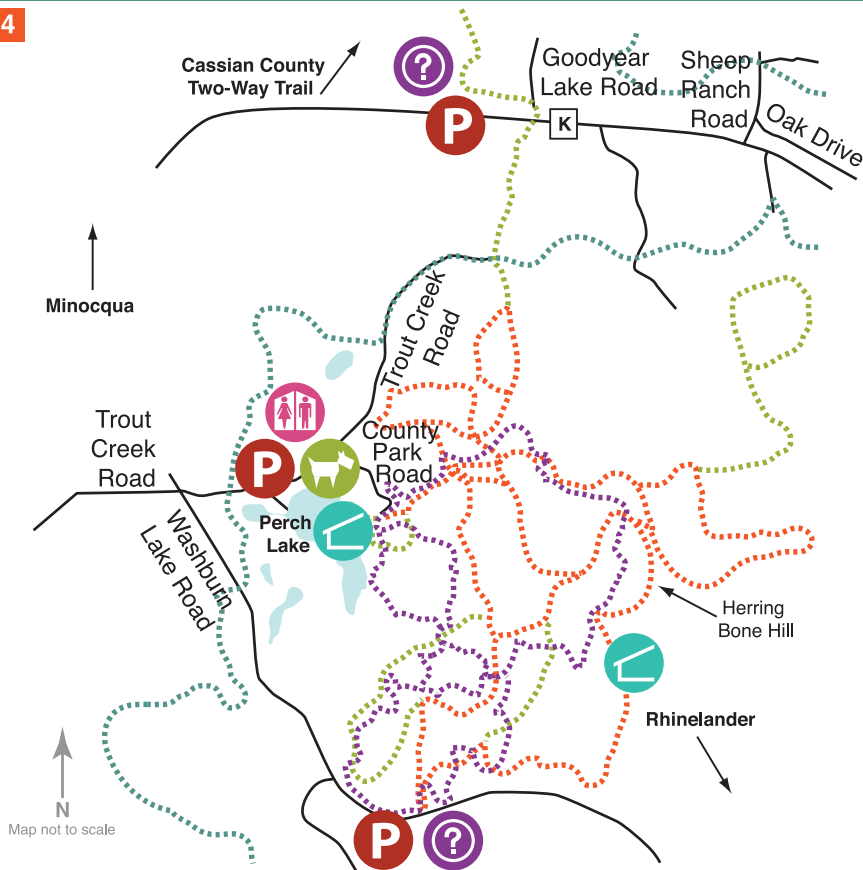 4
Cassian County
Two-Way Trail
?
P
Goodyear
Lake Road
Sheep
Ranch
Road
K
Oak Drive
Minocqua
Trout Creek
Road
Trout
Creek
Road
County
Park
Road
P
Perch
Lake
Washburn
Lake Road
Herring
Bone Hill
Rhinelander
N
Map not to scale
P
?